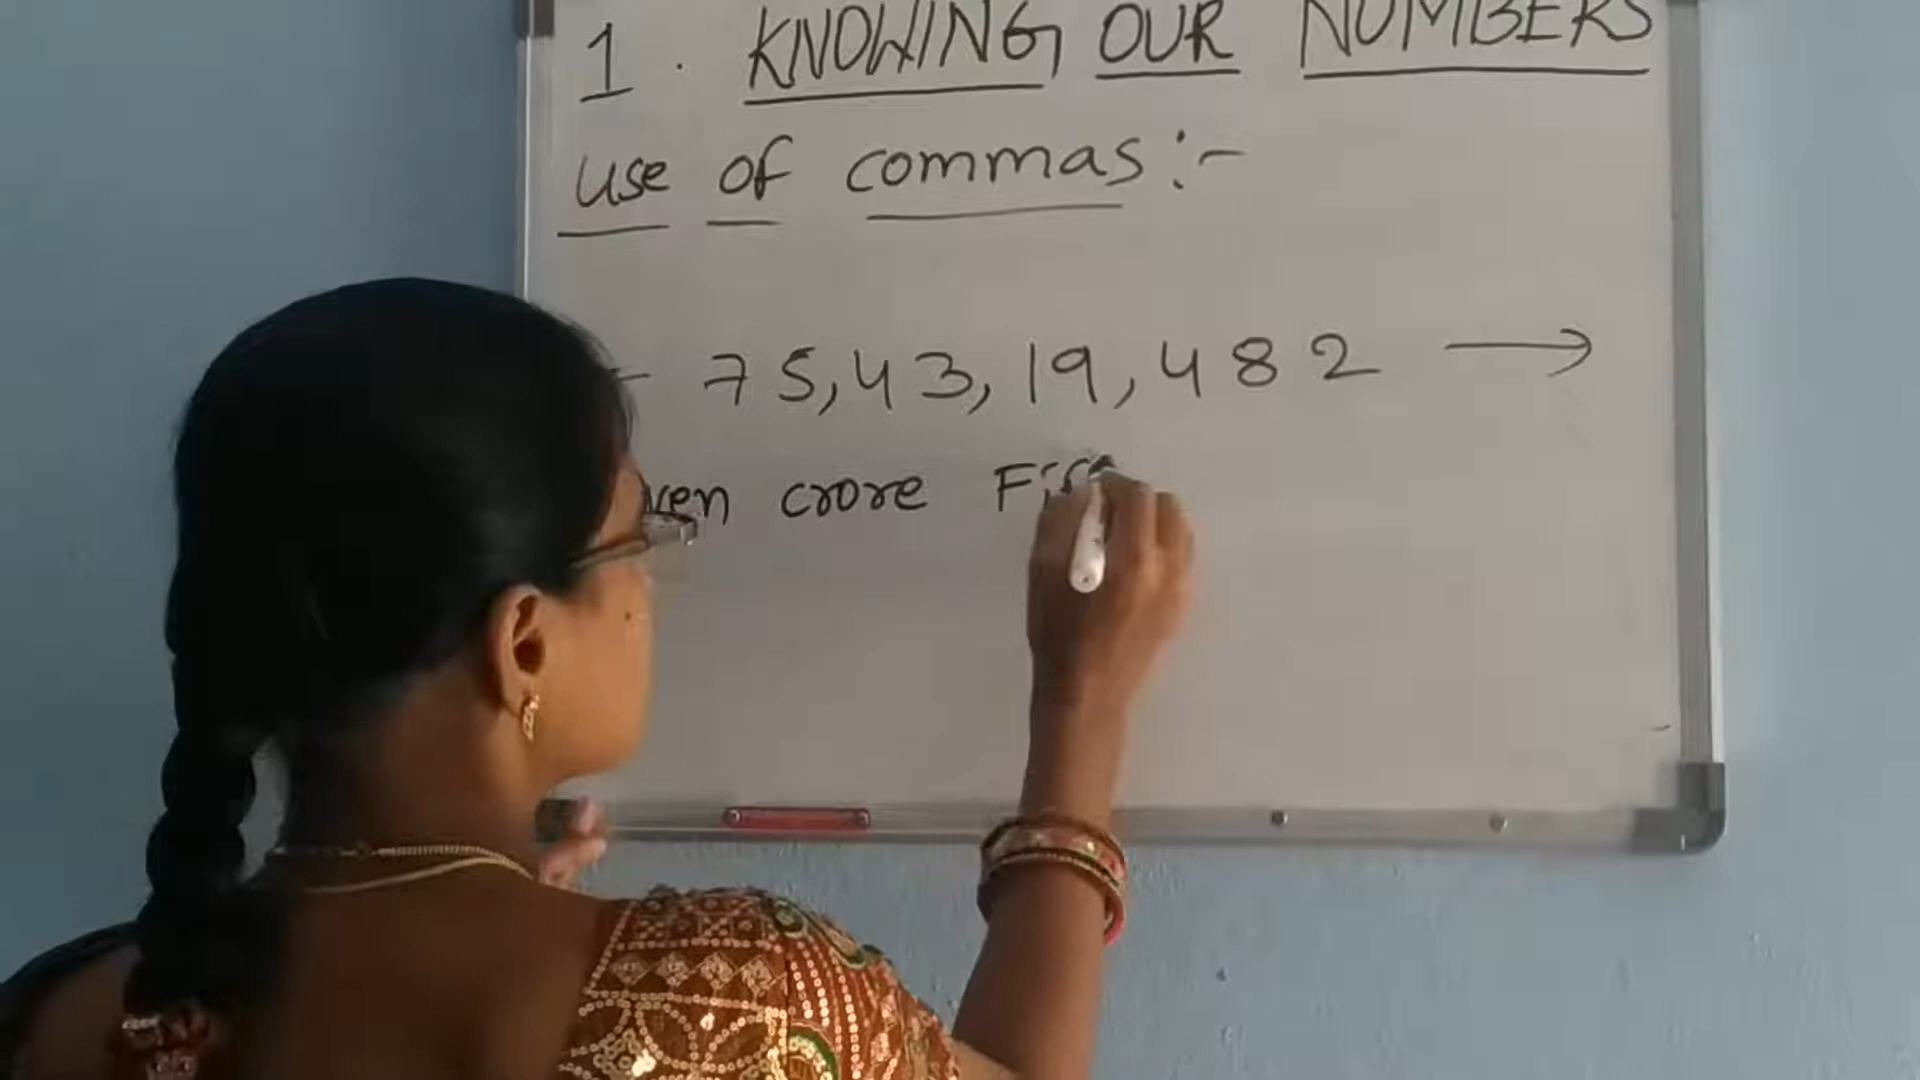 1. KNOWING OUR NUMBERS
use of commas:-
75,43,19,482 →
crore